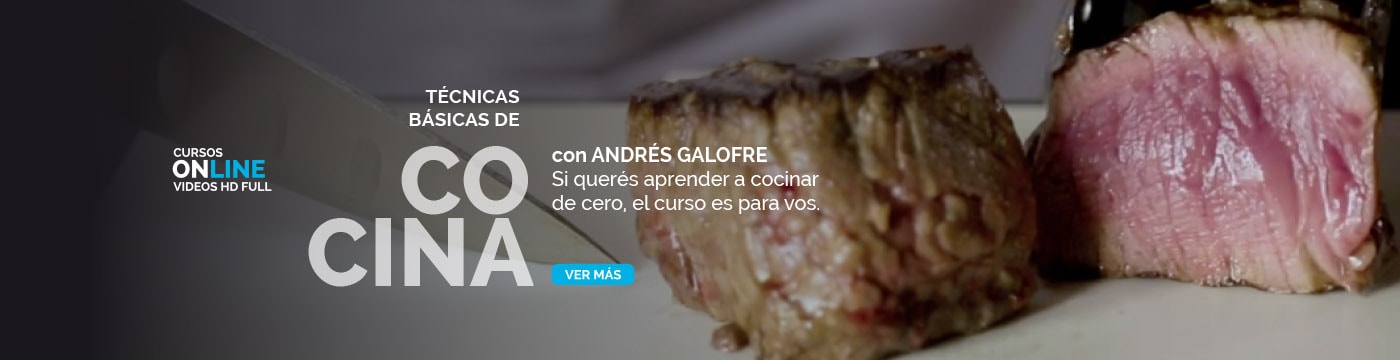 CURSOS
ONLINE
VIDEOS HD FULL
TÉCNICAS
BÁSICAS DE
CO
CINA
con ANDRÉS GALOFRE
Si querés aprender a cocinar
de cero, el curso es para vos.
VER MÁS